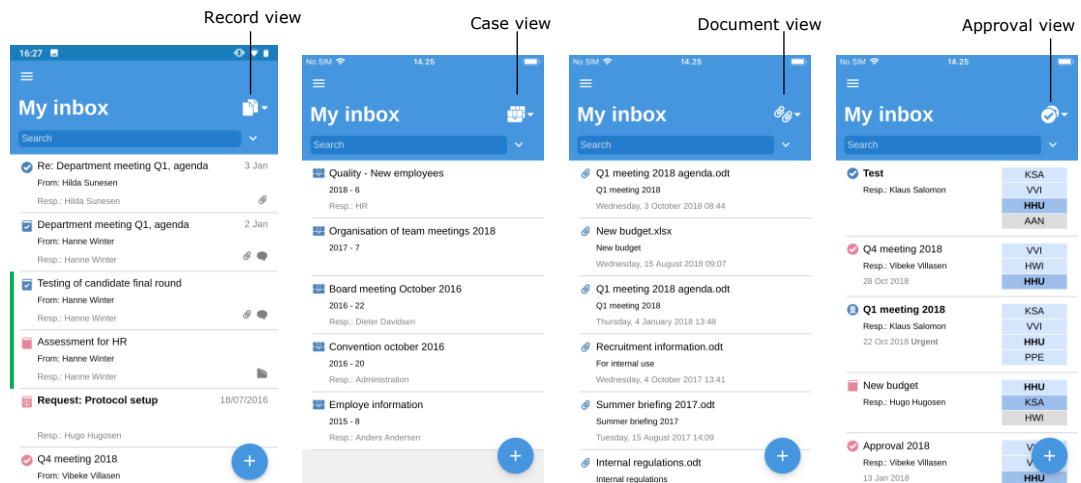 Record view
Case view
Document view
Approval view
16:27
My inbox
Search
Re: Department meeting Q1, agenda 3 Jan
From: Hilda Sunesen
Resp.: Hilda Sunesen
Department meeting Q1, agenda 2 Jan
From: Hanne Winter
Resp.: Hanne Winter
Testing of candidate final round
From: Hanne Winter
Resp.: Hanne Winter
Assessment for HR
From: Hanne Winter
Resp.: Hanne Winter
Request: Protocol setup 18/07/2016
Resp.: Hugo Hugosen
Q4 meeting 2018
From: Vibeke Villasen
+
No SIM 14.25
My inbox
Search
Quality - New employees
2018 - 6
Resp.: HR
Organisation of team meetings 2018
2017 - 7
Board meeting October 2016
2016 - 22
Resp.: Dieter Davidsen
Convention october 2016
2016 - 20
Resp.: Administration
Employe information
2015 - 8
Resp.: Anders Andersen
+
No SIM 14.25
My inbox
Search
Q1 meeting 2018 agenda.odt
Q1 meeting 2018
Wednesday, 3 October 2018 08:44
New budget.xlsx
New budget
Wednesday, 15 August 2018 09:07
Q1 meeting 2018 agenda.odt
Q1 meeting 2018
Thursday, 4 January 2018 13:48
Recruitment information.odt
For internal use
Wednesday, 4 October 2017 13:41
Summer briefing 2017.odt
Summer briefing 2017
Tuesday, 15 August 2017 14:09
Internal regulations.odt
Internal regulations
+
No SIM 14.25
My inbox
Search
Test
Resp.: Klaus Salomon
KSA
VVI
HHU
AAN
Q4 meeting 2018
Resp.: Vibeke Villasen
28 Oct 2018
VVI
HWI
HHU
Q1 meeting 2018
Resp.: Klaus Salomon
22 Oct 2018 Urgent
KSA
VVI
HHU
PPE
New budget
Resp.: Hugo Hugosen
HHU
KSA
HWI
Approval 2018
Resp.: Vibeke Villasen
13 Jan 2018
HHU
+